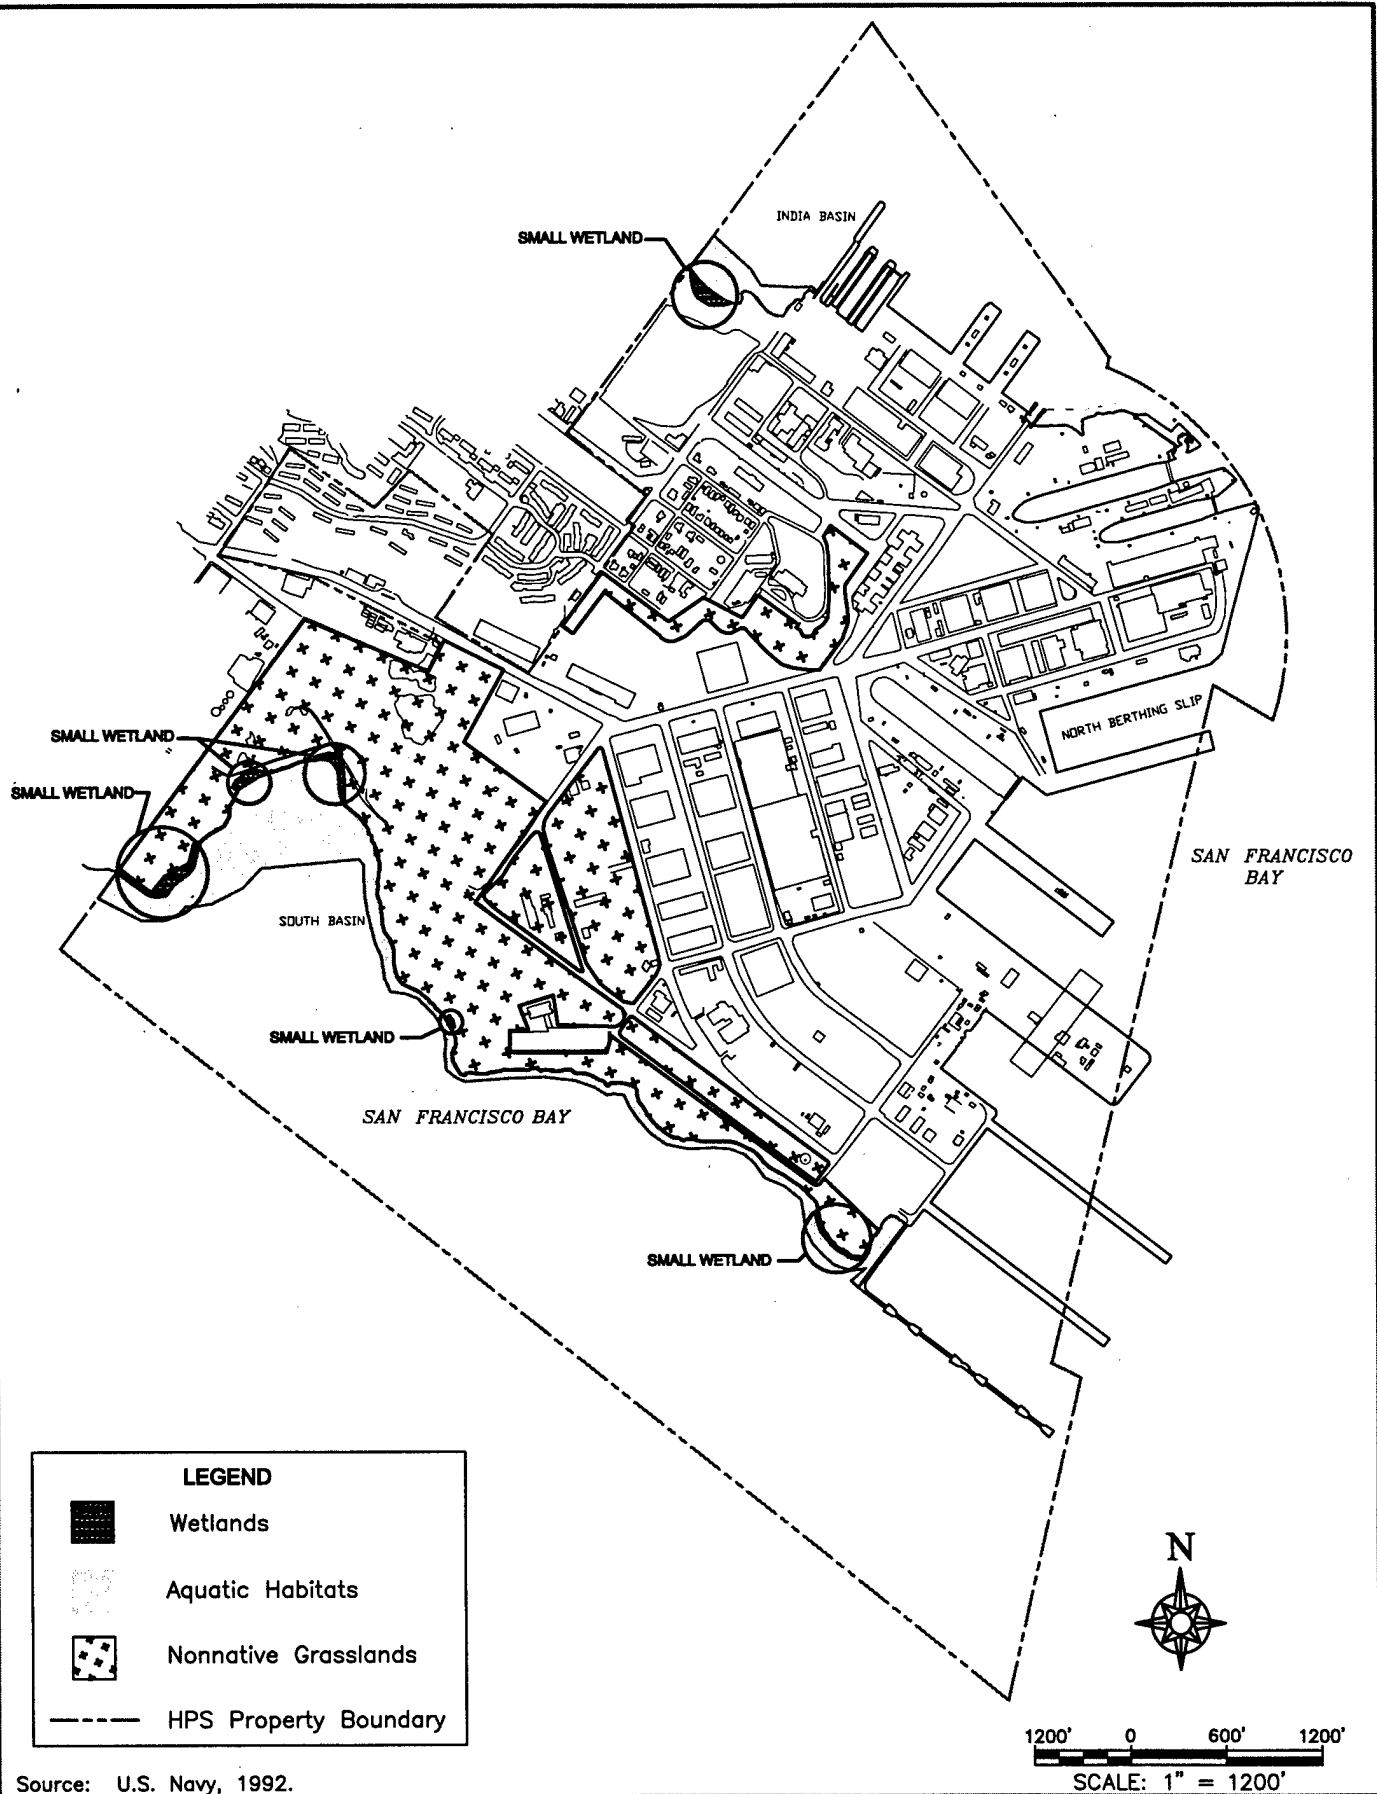 INDIA BASIN
SMALL WETLAND
NORTH BERTHING SLIP
SMALL WETLAND
SMALL WETLAND
SAN FRANCISCO
BAY
SOUTH BASIN
SMALL WETLAND
SAN FRANCISCO BAY
SMALL WETLAND
LEGEND
Wetlands
Aquatic Habitats
Nonnative Grasslands
HPS Property Boundary
N
1200' 0 600' 1200'
SCALE: 1" = 1200'
Source: U.S. Navy, 1992.